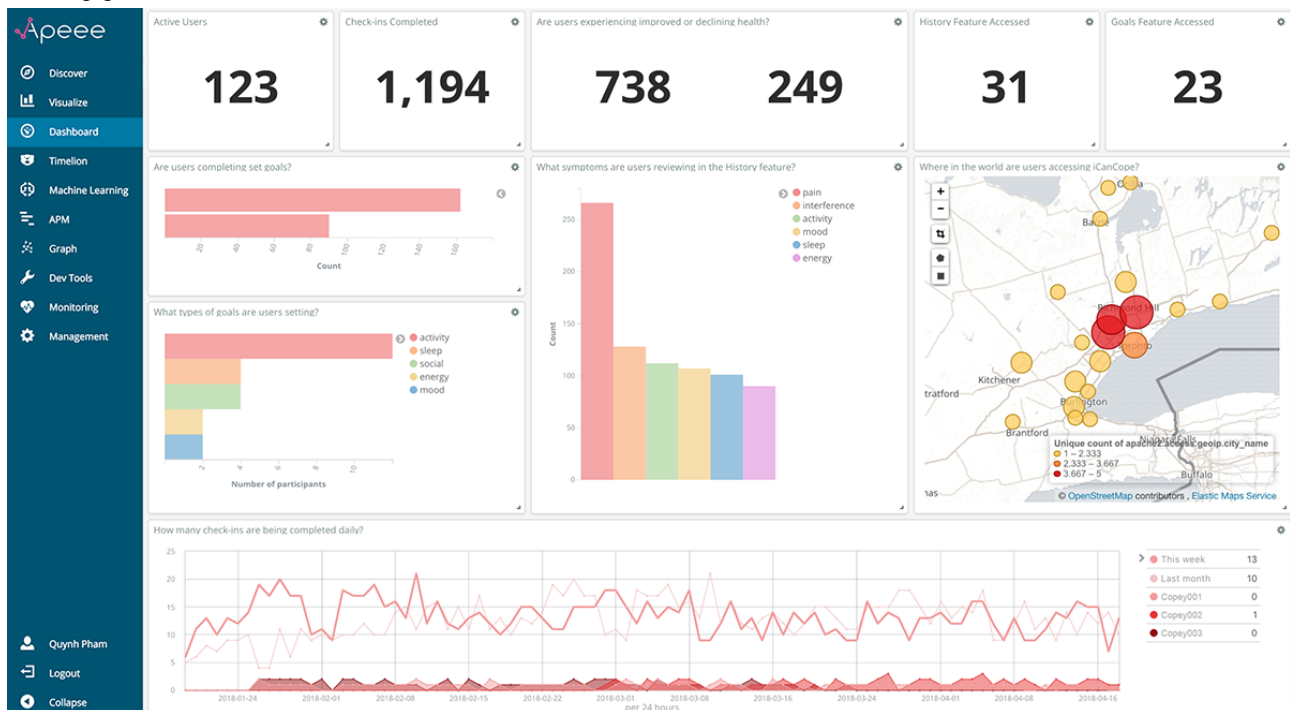 Apeee
Discover
Visualize
Dashboard
Timelion
Machine Learning
APM
Graph
Dev Tools
Monitoring
Management
Quynh Pham
Logout
Collapse
Active Users
123
Check-ins Completed
1,194
Are users experiencing improved or declining health?
738 249
History Feature Accessed
31
Goals Feature Accessed
23
Are users completing set goals?
20 40 60 80 100 120 140 160
Count
What types of goals are users setting?
activity
sleep
social
energy
mood
2 4 6 8 10
Number of participants
What symptoms are users reviewing in the History feature?
pain
interference
activity
mood
sleep
energy
250
200
150
100
50
0
Count
Where in the world are users accessing iCanCope?
+
−
Barrie
Richmond Hill
Toronto
Kitchener
tratford
Burlington
Brantford
Niagara Falls
Buffalo
nas
Unique count of apache2.access.geoip.city_name
1 – 2.333
2.333 – 3.667
3.667 – 5
© OpenStreetMap contributors , Elastic Maps Service
How many check-ins are being completed daily?
25
20
15
10
5
0
2018-01-24 2018-02-01 2018-02-08 2018-02-15 2018-02-22 2018-03-01 2018-03-08 2018-03-16 2018-03-24 2018-04-01 2018-04-08 2018-04-16
per 24 hours
This week 13
Last month 10
Copey001 0
Copey002 1
Copey003 0